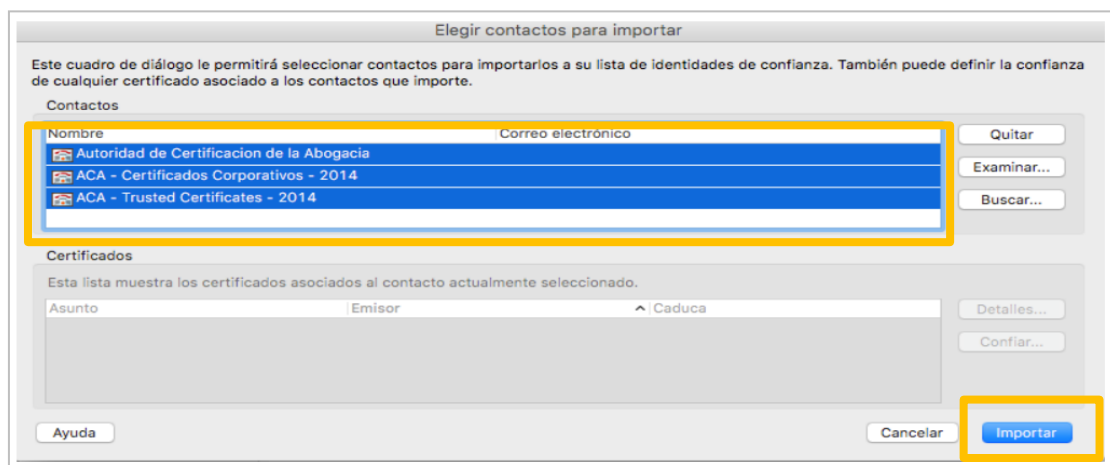 Elegir contactos para importar
Este cuadro de diálogo le permitirá seleccionar contactos para importarlos a su lista de identidades de confianza. También puede definir la confianza
de cualquier certificado asociado a los contactos que importe.
Contactos
Nombre Correo electrónico
Autoridad de Certificacion de la Abogacia
ACA - Certificados Corporativos - 2014
ACA - Trusted Certificates - 2014
Quitar
Examinar...
Buscar...
Certificados
Esta lista muestra los certificados asociados al contacto actualmente seleccionado.
Asunto Emisor Caduca
Detalles...
Confiar...
Ayuda Cancelar Importar